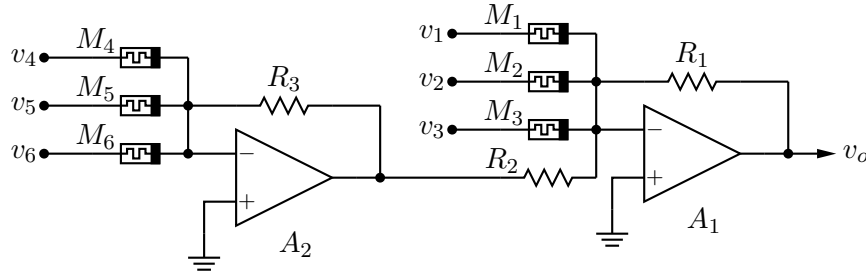 v1 M1
v4 M4 R1
v2 M2
v5 M5 R3
v3 M3
v6 M6
− −
R2 vo
+ +
A2 A1